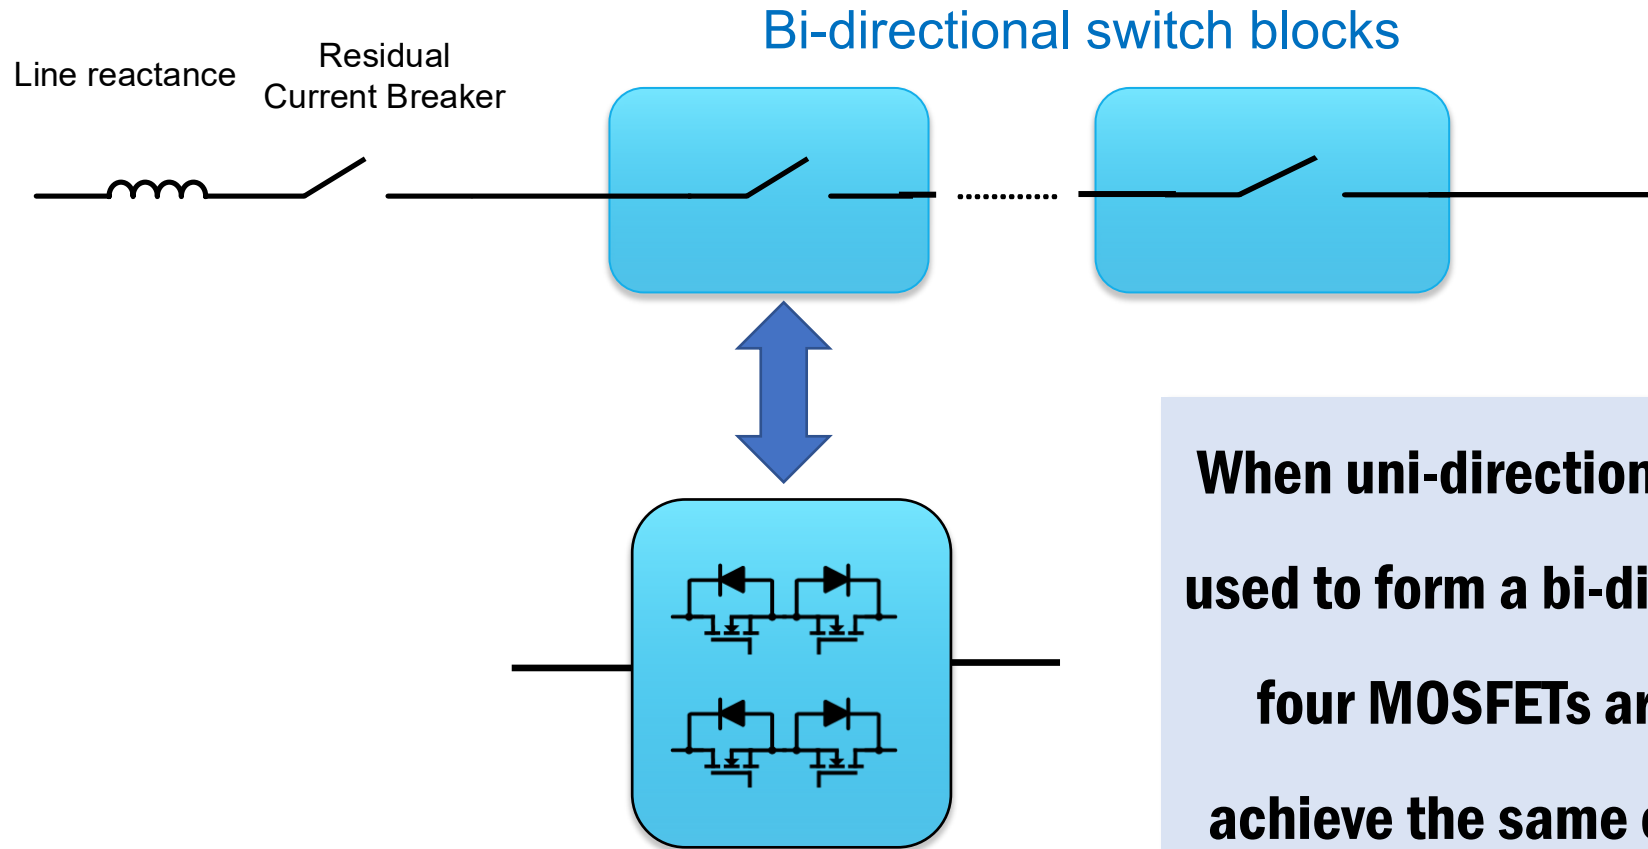 Bi-directional switch blocks
Line reactance
Residual
Current Breaker
When uni-direction
used to form a bi-di
four MOSFETs ar
achieve the same